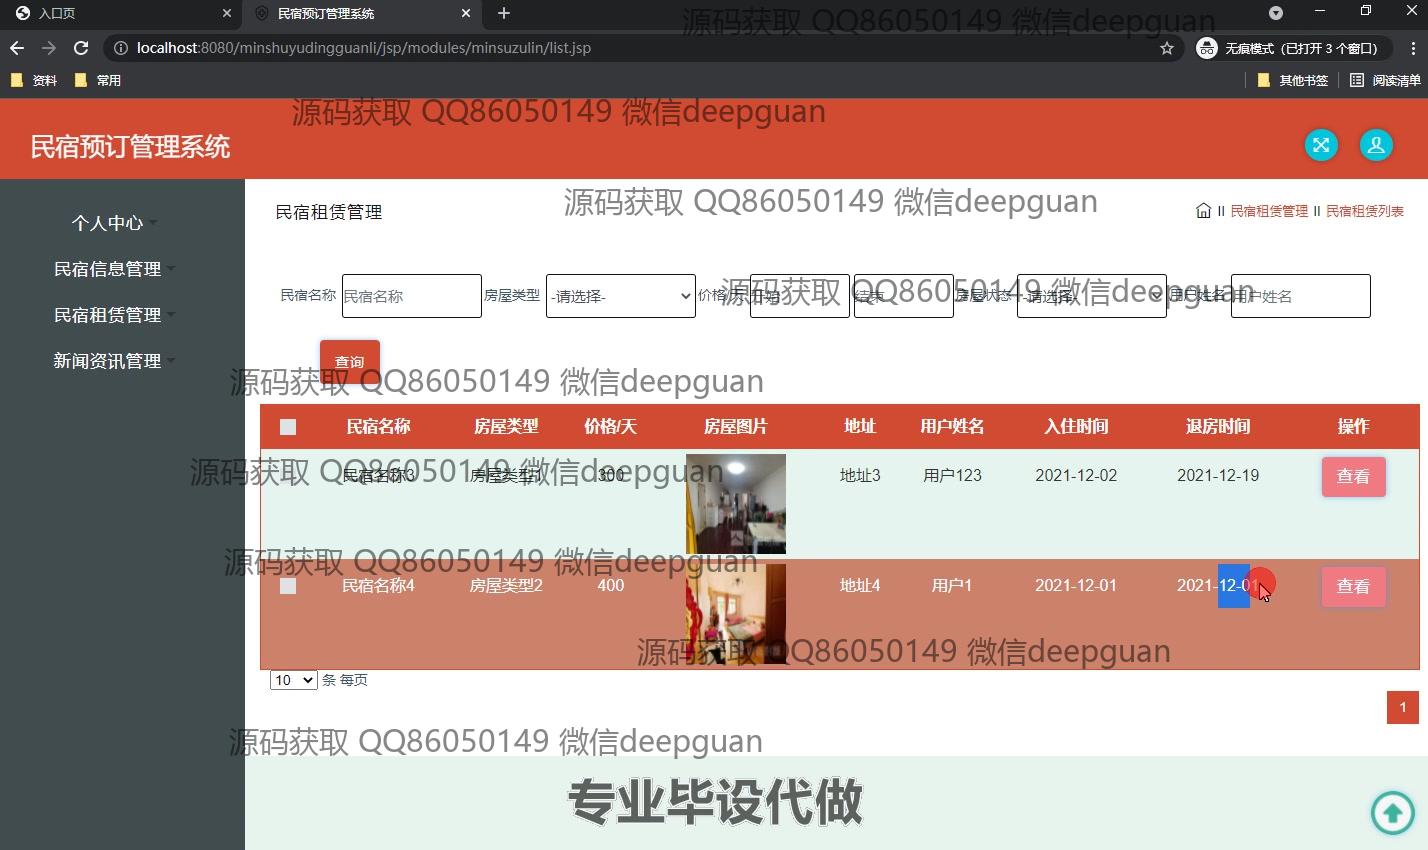 入口页
民宿预订管理系统
localhost:8080/minshuyudingguanli/jsp/modules/minsuzulin/list.jsp
无痕模式（已打开 3 个窗口）
资料
常用
其他书签
阅读清单
源码获取 QQ86050149 微信deepguan
源码获取 QQ86050149 微信deepguan
民宿预订管理系统
个人中心
民宿信息管理
民宿租赁管理
新闻资讯管理
源码获取 QQ86050149 微信deepguan
民宿租赁管理
II 民宿租赁管理 II 民宿租赁列表
民宿名称 民宿名称 房屋类型 -请选择- 价格/天 开始 结束 房屋状态 -请选择- 用户姓名 用户姓名
源码获取 QQ86050149 微信deepguan
查询
源码获取 QQ86050149 微信deepguan
民宿名称 房屋类型 价格/天 房屋图片 地址 用户姓名 入住时间 退房时间 操作
民宿名称3 房屋类型1 300 地址3 用户123 2021-12-02 2021-12-19 查看
源码获取 QQ86050149 微信deepguan
源码获取 QQ86050149 微信deepguan
民宿名称4 房屋类型2 400 地址4 用户1 2021-12-01 2021-12-01 查看
源码获取 QQ86050149 微信deepguan
10 条 每页
1
源码获取 QQ86050149 微信deepguan
专业毕设代做